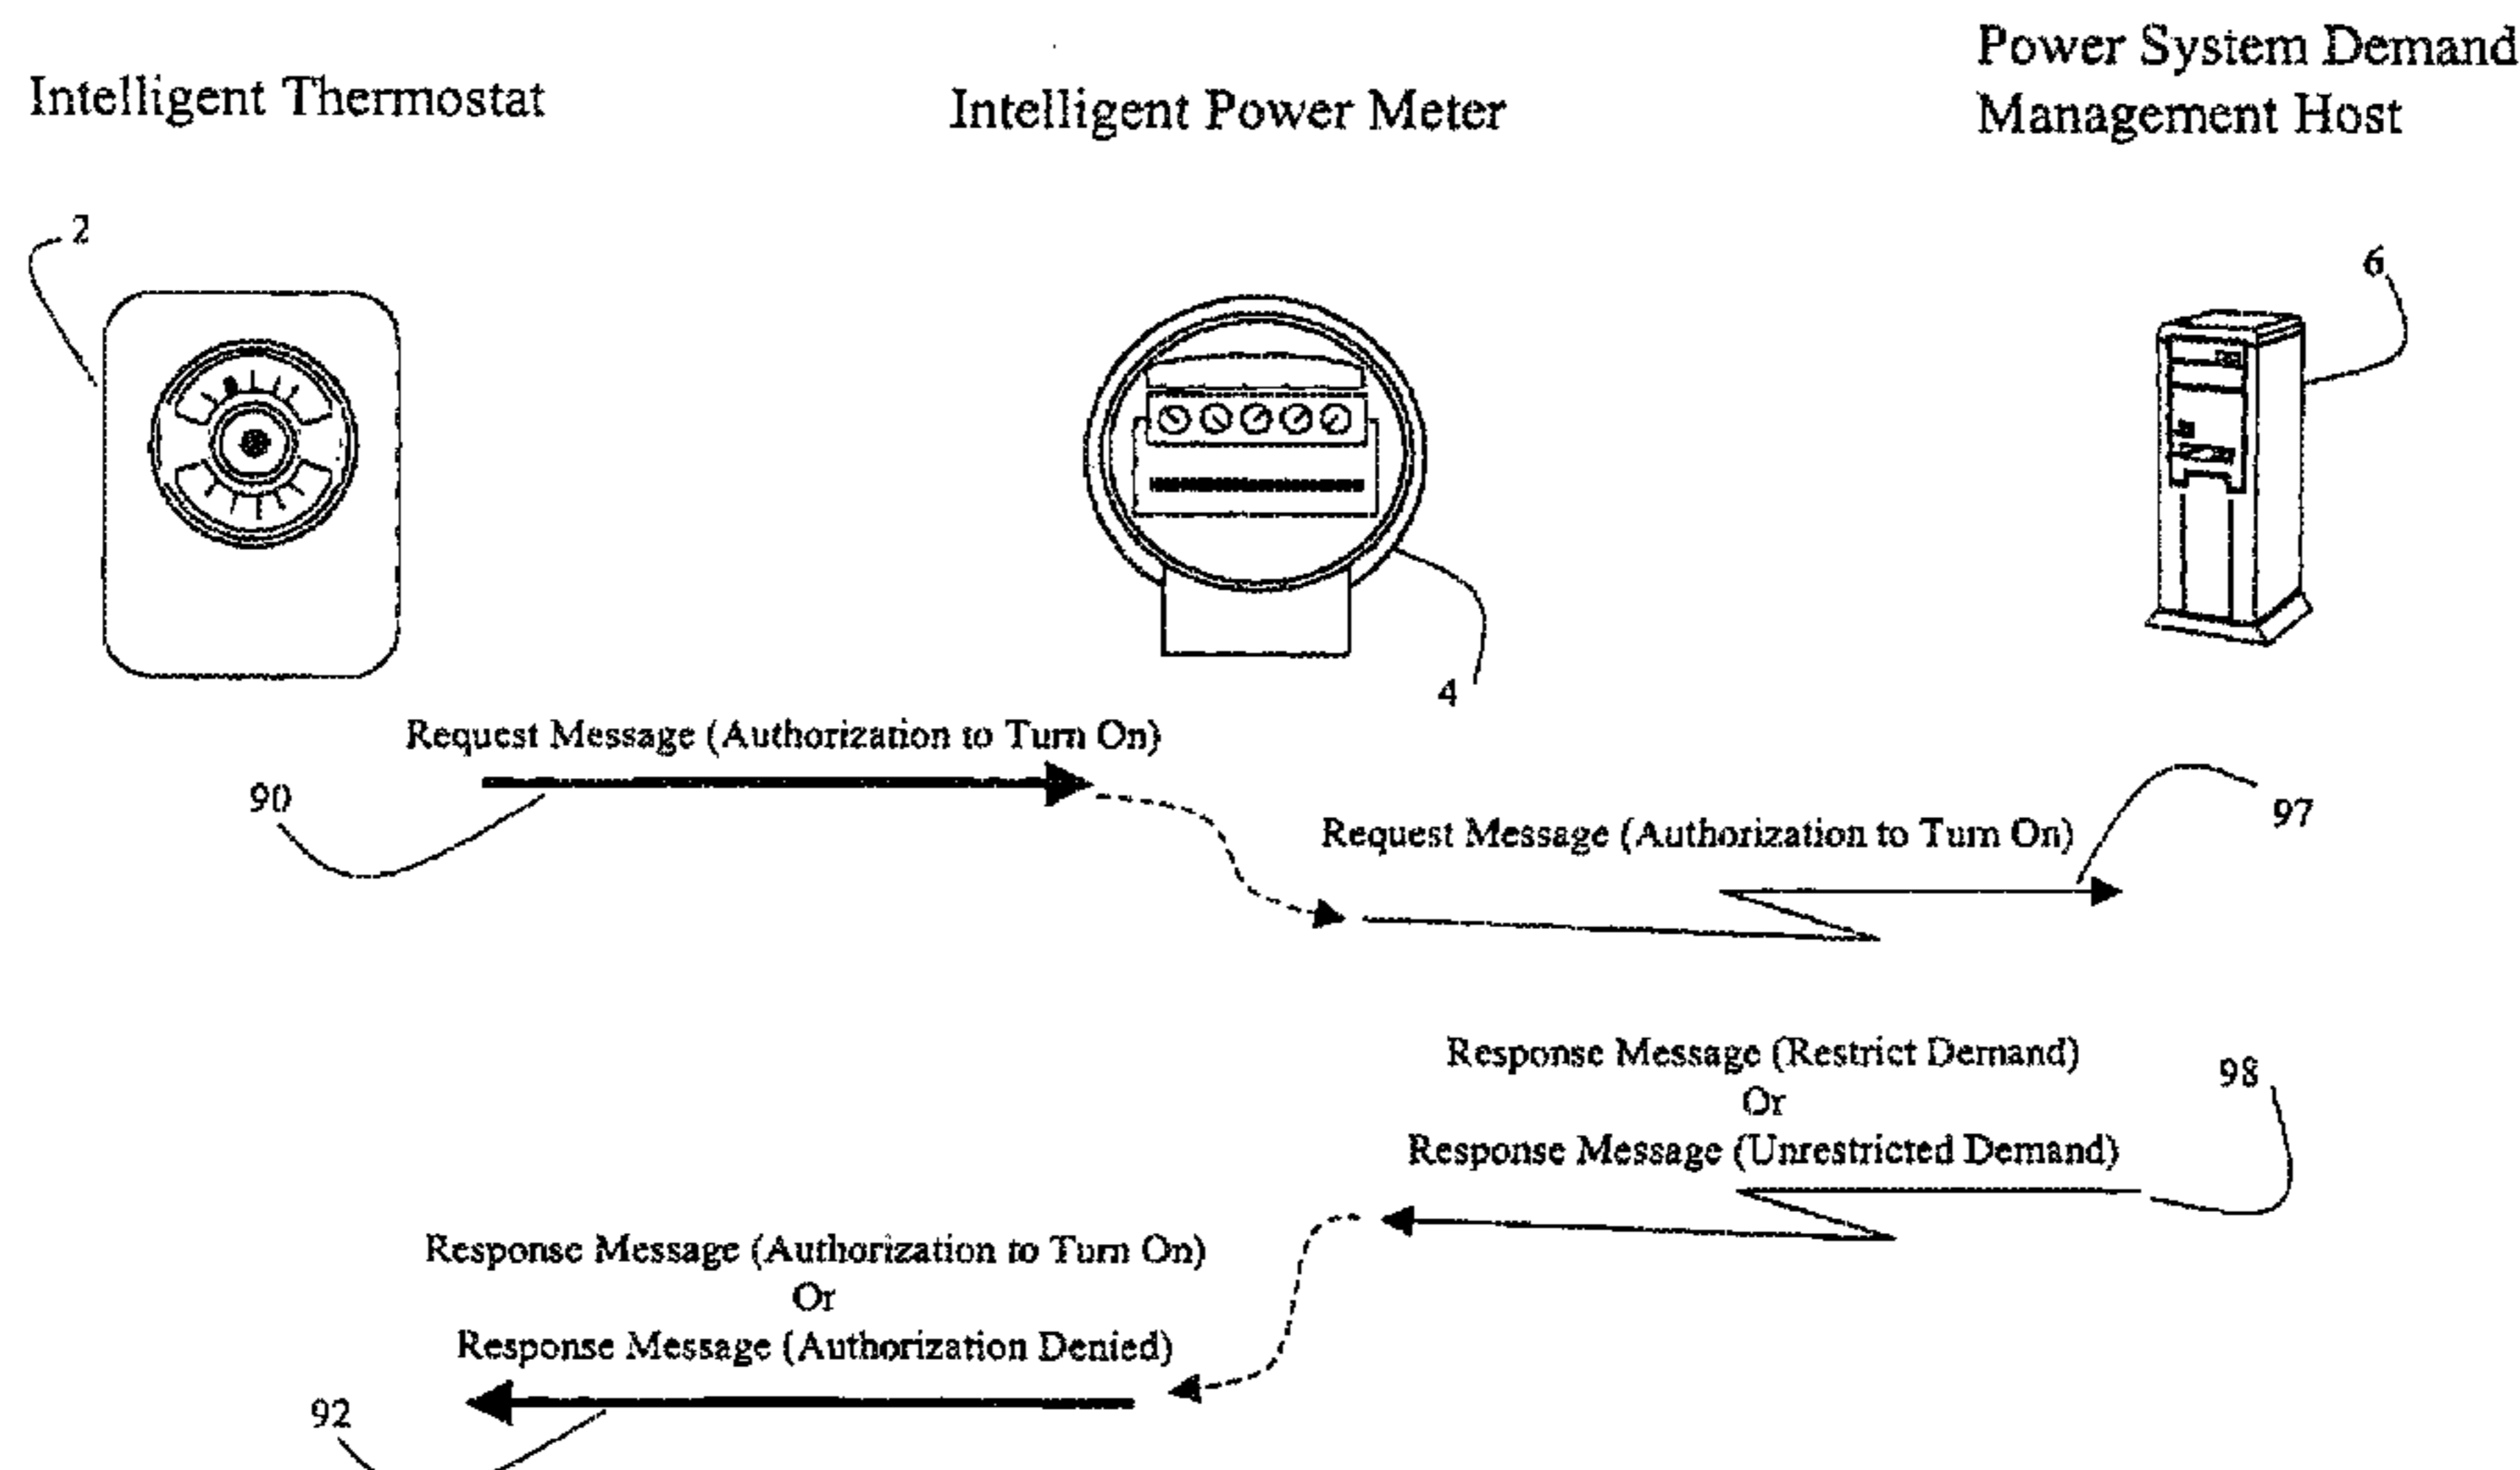 Power System Demand
Management Host
Intelligent Thermostat
Intelligent Power Meter
2
6
4
Request Message (Authorization to Turn On)
90
97
Request Message (Authorization to Turn On)
Response Message (Restrict Demand)
98
Or
Response Message (Unrestricted Demand)
Response Message (Authorization to Turn On)
Or
Response Message (Authorization Denied)
92